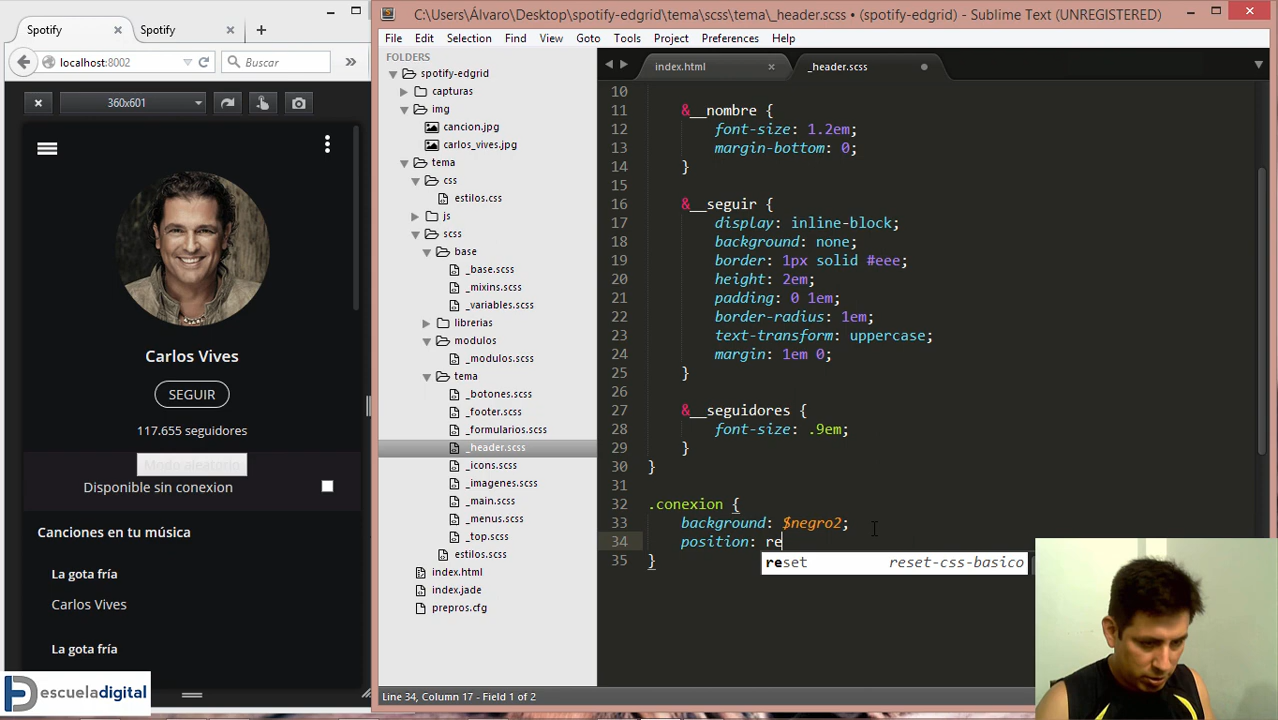 Spotify × Spotify × +
localhost:8002 Buscar »
× 360x601
Carlos Vives
SEGUIR
117.655 seguidores
Modo aleatorio
Disponible sin conexion
Canciones en tu música
La gota fría
Carlos Vives
La gota fría
escueladigital
C:\Users\Álvaro\Desktop\spotify-edgrid\tema\scss\tema\_header.scss • (spotify-edgrid) - Sublime Text (UNREGISTERED)
File Edit Selection Find View Goto Tools Project Preferences Help
FOLDERS
spotify-edgrid
capturas
img
cancion.jpg
carlos_vives.jpg
tema
css
estilos.css
js
scss
base
_base.scss
_mixins.scss
_variables.scss
librerias
modulos
_modulos.scss
tema
_botones.scss
_footer.scss
_formularios.scss
_header.scss
_icons.scss
_imagenes.scss
_main.scss
_menus.scss
_top.scss
estilos.scss
index.html
index.jade
prepros.cfg
index.html × _header.scss
10
11 &__nombre {
12 font-size: 1.2em;
13 margin-bottom: 0;
14 }
15
16 &__seguir {
17 display: inline-block;
18 background: none;
19 border: 1px solid #eee;
20 height: 2em;
21 padding: 0 1em;
22 border-radius: 1em;
23 text-transform: uppercase;
24 margin: 1em 0;
25 }
26
27 &__seguidores {
28 font-size: .9em;
29 }
30 }
31
32 .conexion {
33 background: $negro2;
34 position: re
reset reset-css-basico
35 }
Line 34, Column 17 - Field 1 of 2